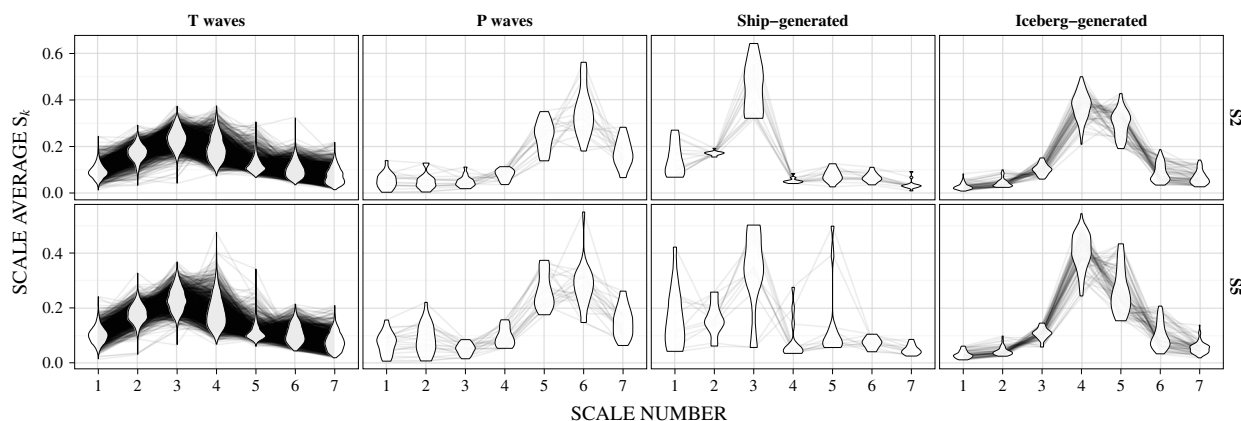 T waves P waves Ship−generated Iceberg−generated
0.6
0.4
0.2
0.0
S2
0.4
0.2
0.0
S5
SCALE AVERAGE Sk
1 2 3 4 5 6 7 1 2 3 4 5 6 7 1 2 3 4 5 6 7 1 2 3 4 5 6 7
SCALE NUMBER